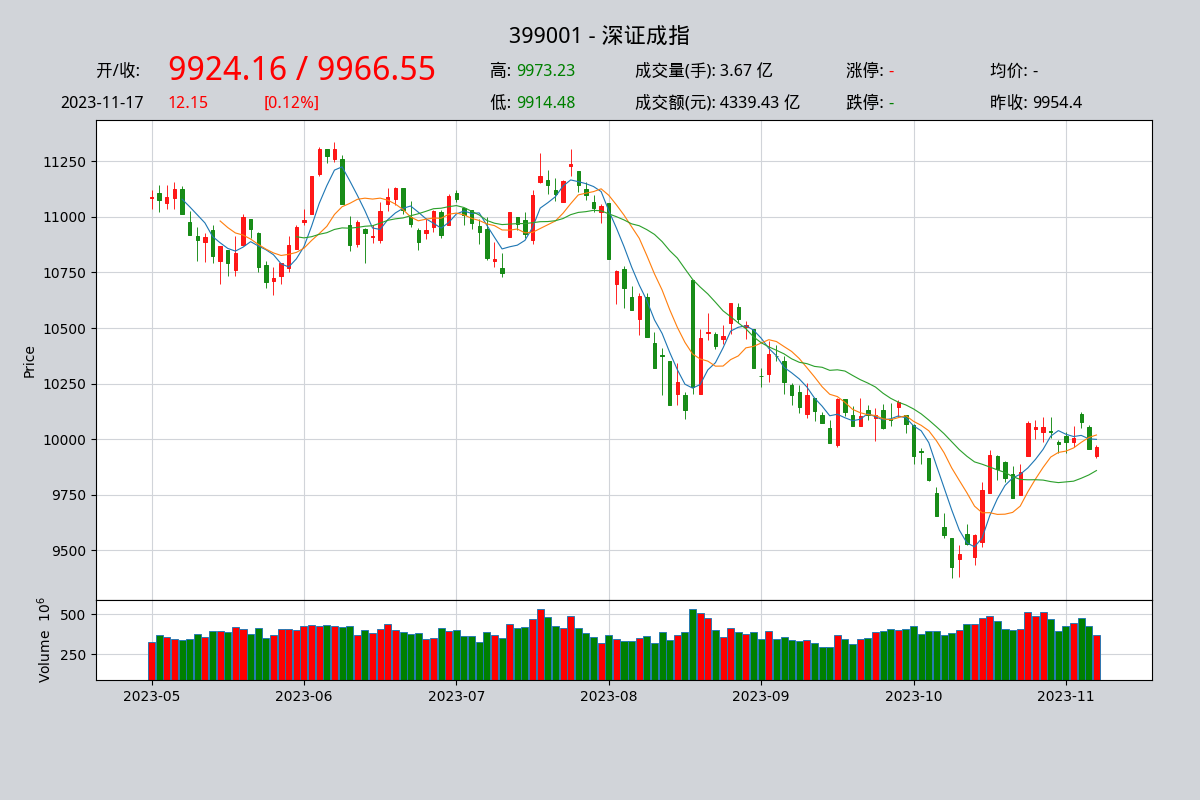 399001 - 深证成指
开/收: 9924.16 / 9966.55 高: 9973.23 成交量(手): 3.67 亿 涨停: - 均价: -
2023-11-17 12.15 [0.12%] 低: 9914.48 成交额(元): 4339.43 亿 跌停: - 昨收: 9954.4
Price
11250
11000
10750
10500
10250
10000
9750
9500
Volume 10^6
500
250
2023-05 2023-06 2023-07 2023-08 2023-09 2023-10 2023-11